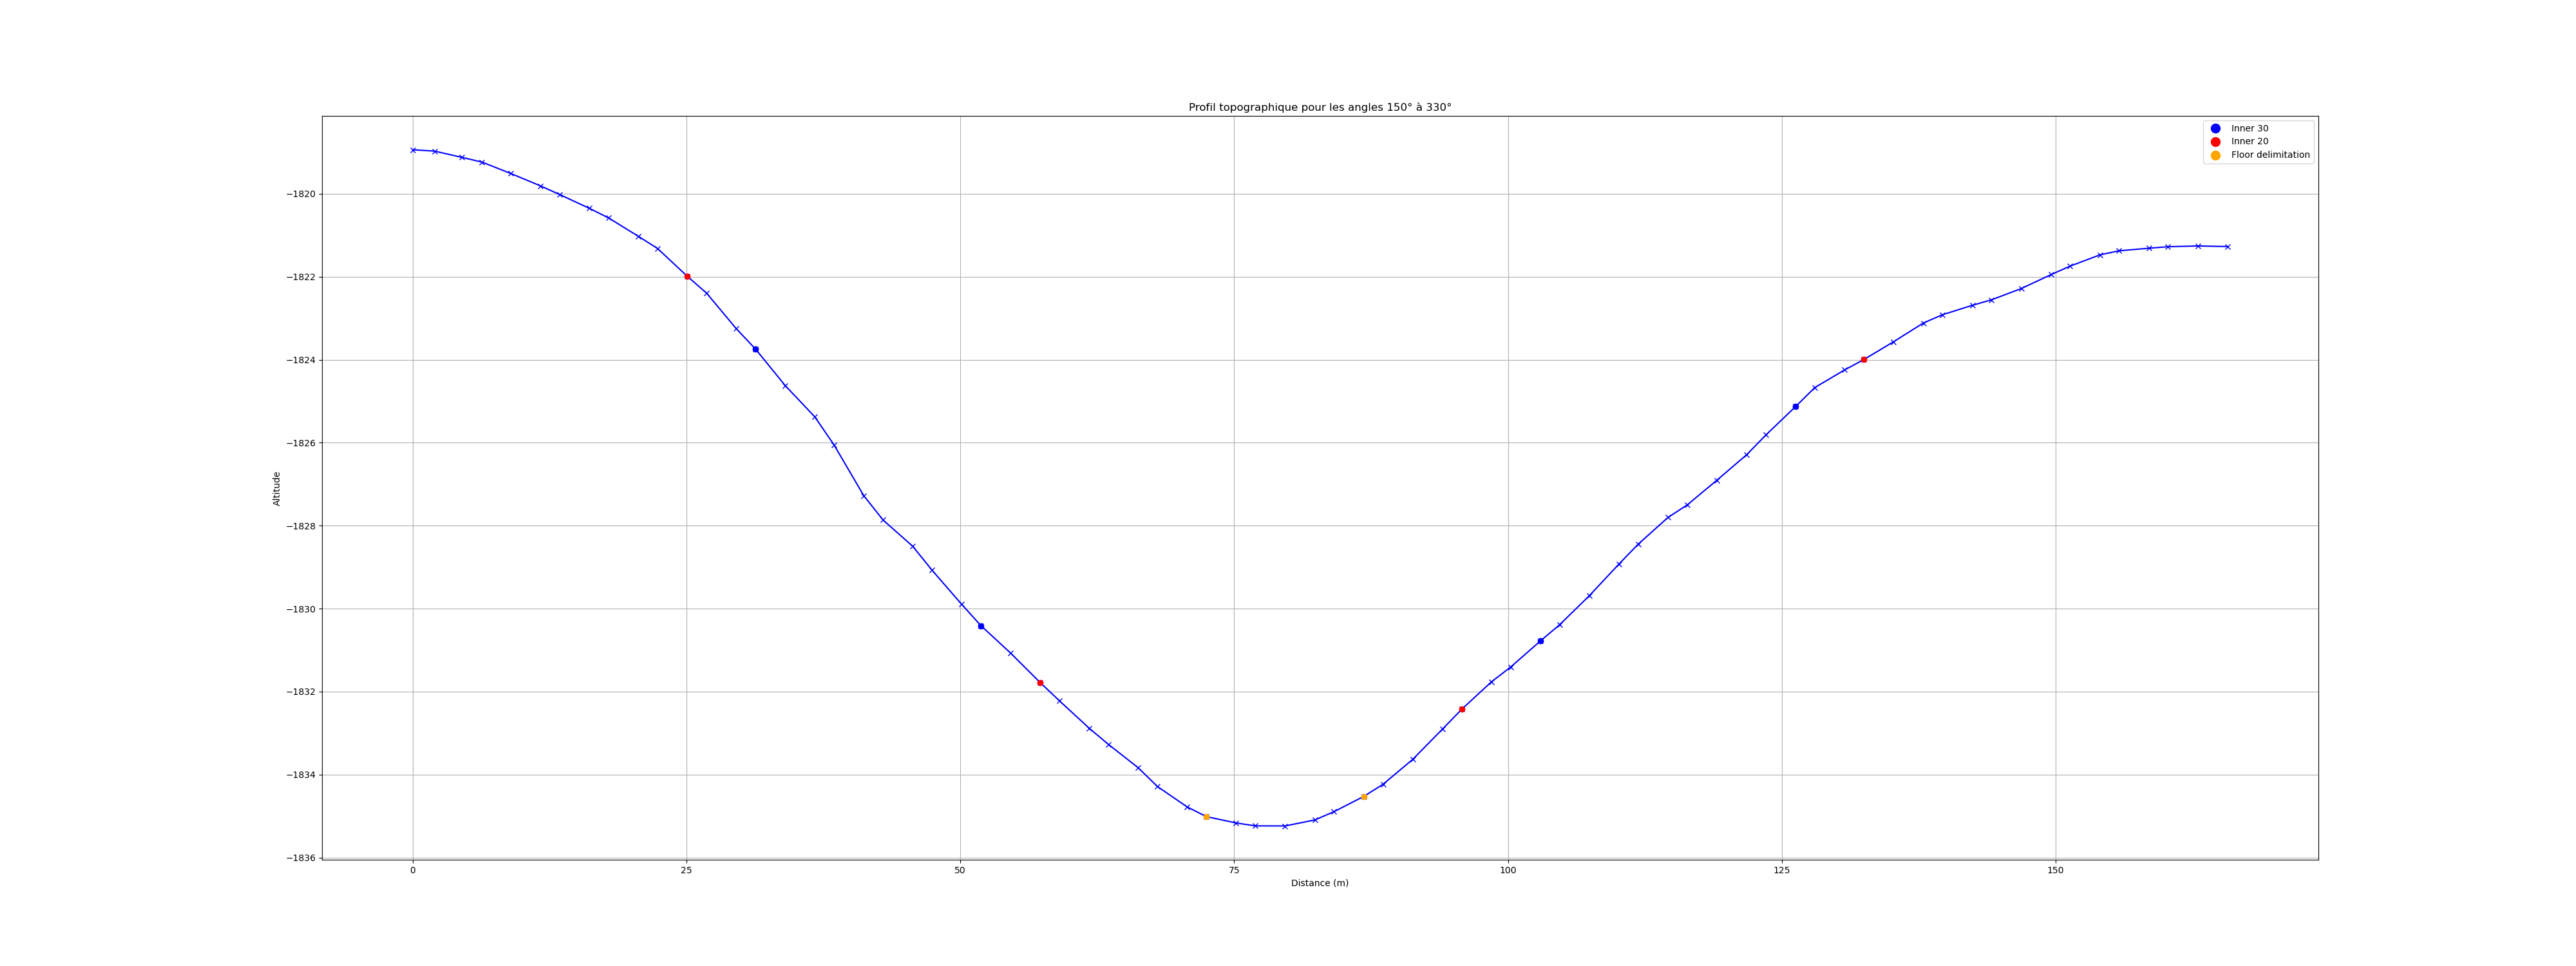 Profil topographique pour les angles 150° à 330°
Inner 30
Inner 20
Floor delimitation
−1820
−1822
−1824
−1826
−1828
−1830
−1832
−1834
−1836
Altitude
0 25 50 75 100 125 150
Distance (m)